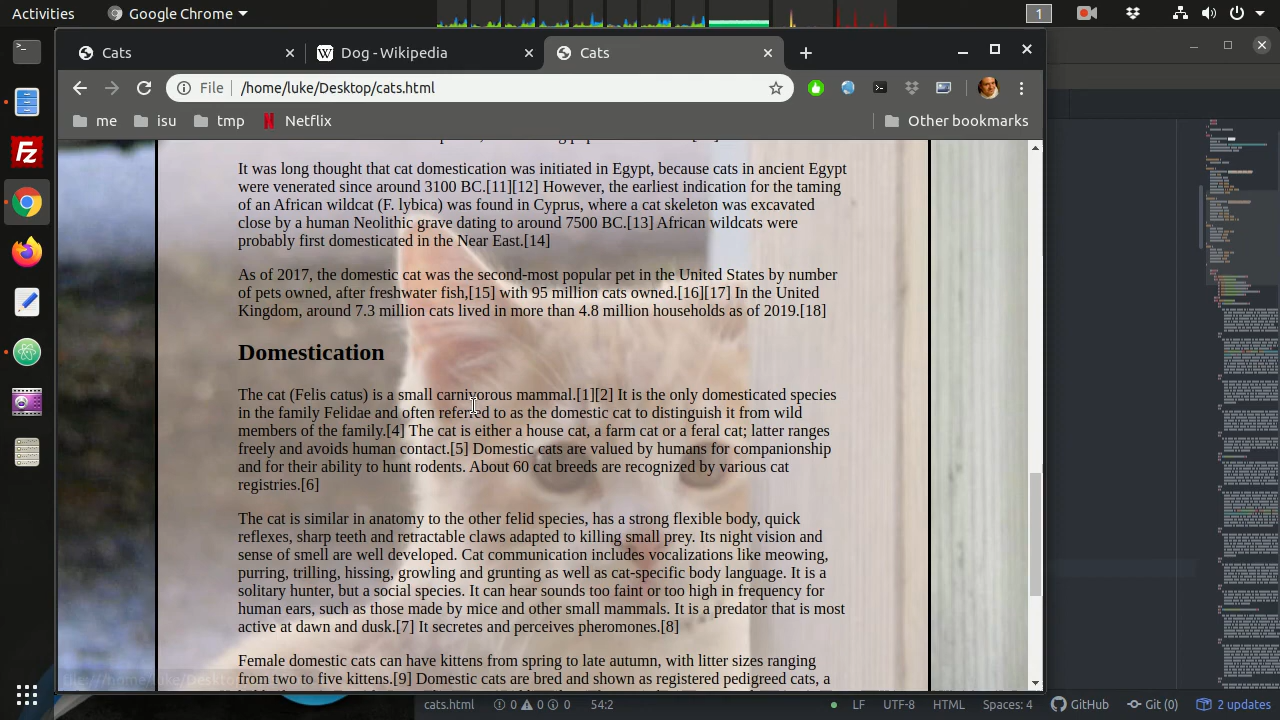 Activities Google Chrome 1
Cats Dog - Wikipedia Cats
File /home/luke/Desktop/cats.html
me isu tmp Netflix Other bookmarks
It was long thought that cat domestication was initiated in Egypt, because cats in ancient Egypt
were venerated since around 3100 BC.[11][12] However, the earliest indication for the taming
of an African wildcat (F. lybica) was found in Cyprus, where a cat skeleton was excavated
close by a human Neolithic grave dating to around 7500 BC.[13] African wildcats were
probably first domesticated in the Near East.[14]
As of 2017, the domestic cat was the second-most popular pet in the United States by number
of pets owned, after freshwater fish,[15] with 95 million cats owned.[16][17] In the United
Kingdom, around 7.3 million cats lived in more than 4.8 million households as of 2019.[18]
Domestication
The cat (Felis catus) is a small carnivorous mammal.[1][2] It is the only domesticated species
in the family Felidae and often referred to as the domestic cat to distinguish it from wild
members of the family.[4] The cat is either a house cat, a farm cat or a feral cat; latter ranges
freely and avoids human contact.[5] Domestic cats are valued by humans for companionship
and for their ability to hunt rodents. About 60 cat breeds are recognized by various cat
registries.[6]
The cat is similar in anatomy to the other felid species, has a strong flexible body, quick
reflexes, sharp teeth and retractable claws adapted to killing small prey. Its night vision and
sense of smell are well developed. Cat communication includes vocalizations like meowing,
purring, trilling, hissing, growling and grunting as well as cat-specific body language. It is a
solitary hunter, but a social species. It can hear sounds too faint or too high in frequency for
human ears, such as those made by mice and other small mammals. It is a predator that is most
active at dawn and dusk.[7] It secretes and perceives pheromones.[8]
Female domestic cats can have kittens from spring to late autumn, with litter sizes ranging
from two to five kittens.[9] Domestic cats are bred and shown as registered pedigreed cats, a
cats.html 0 0 0 54:2 LF UTF-8 HTML Spaces: 4 GitHub Git (0) 2 updates